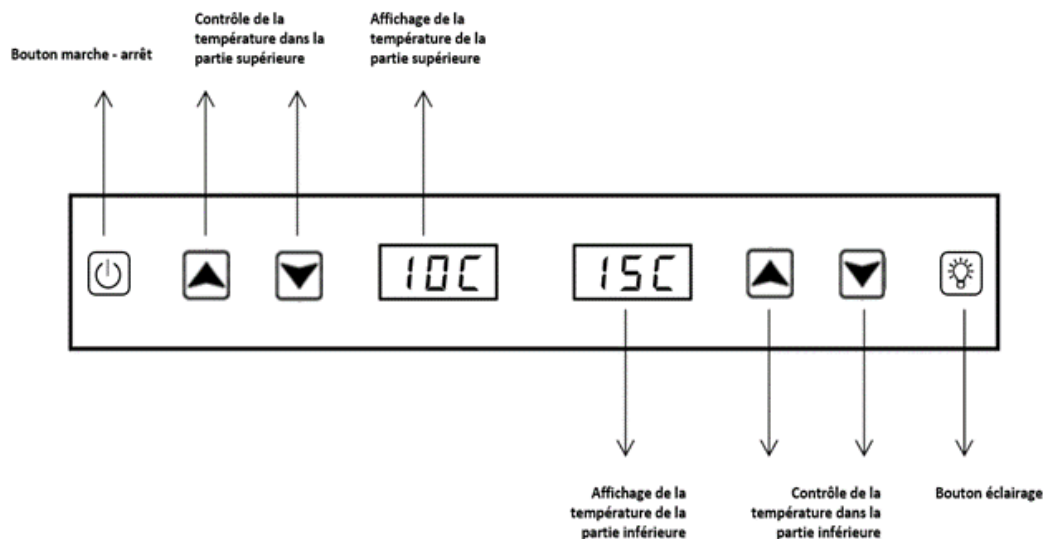 Bouton marche - arrêt
Contrôle de la
température dans la
partie supérieure
Affichage de la
température de la
partie supérieure
10C
15C
Affichage de la
température de la
partie inférieure
Contrôle de la
température dans la
partie inférieure
Bouton éclairage